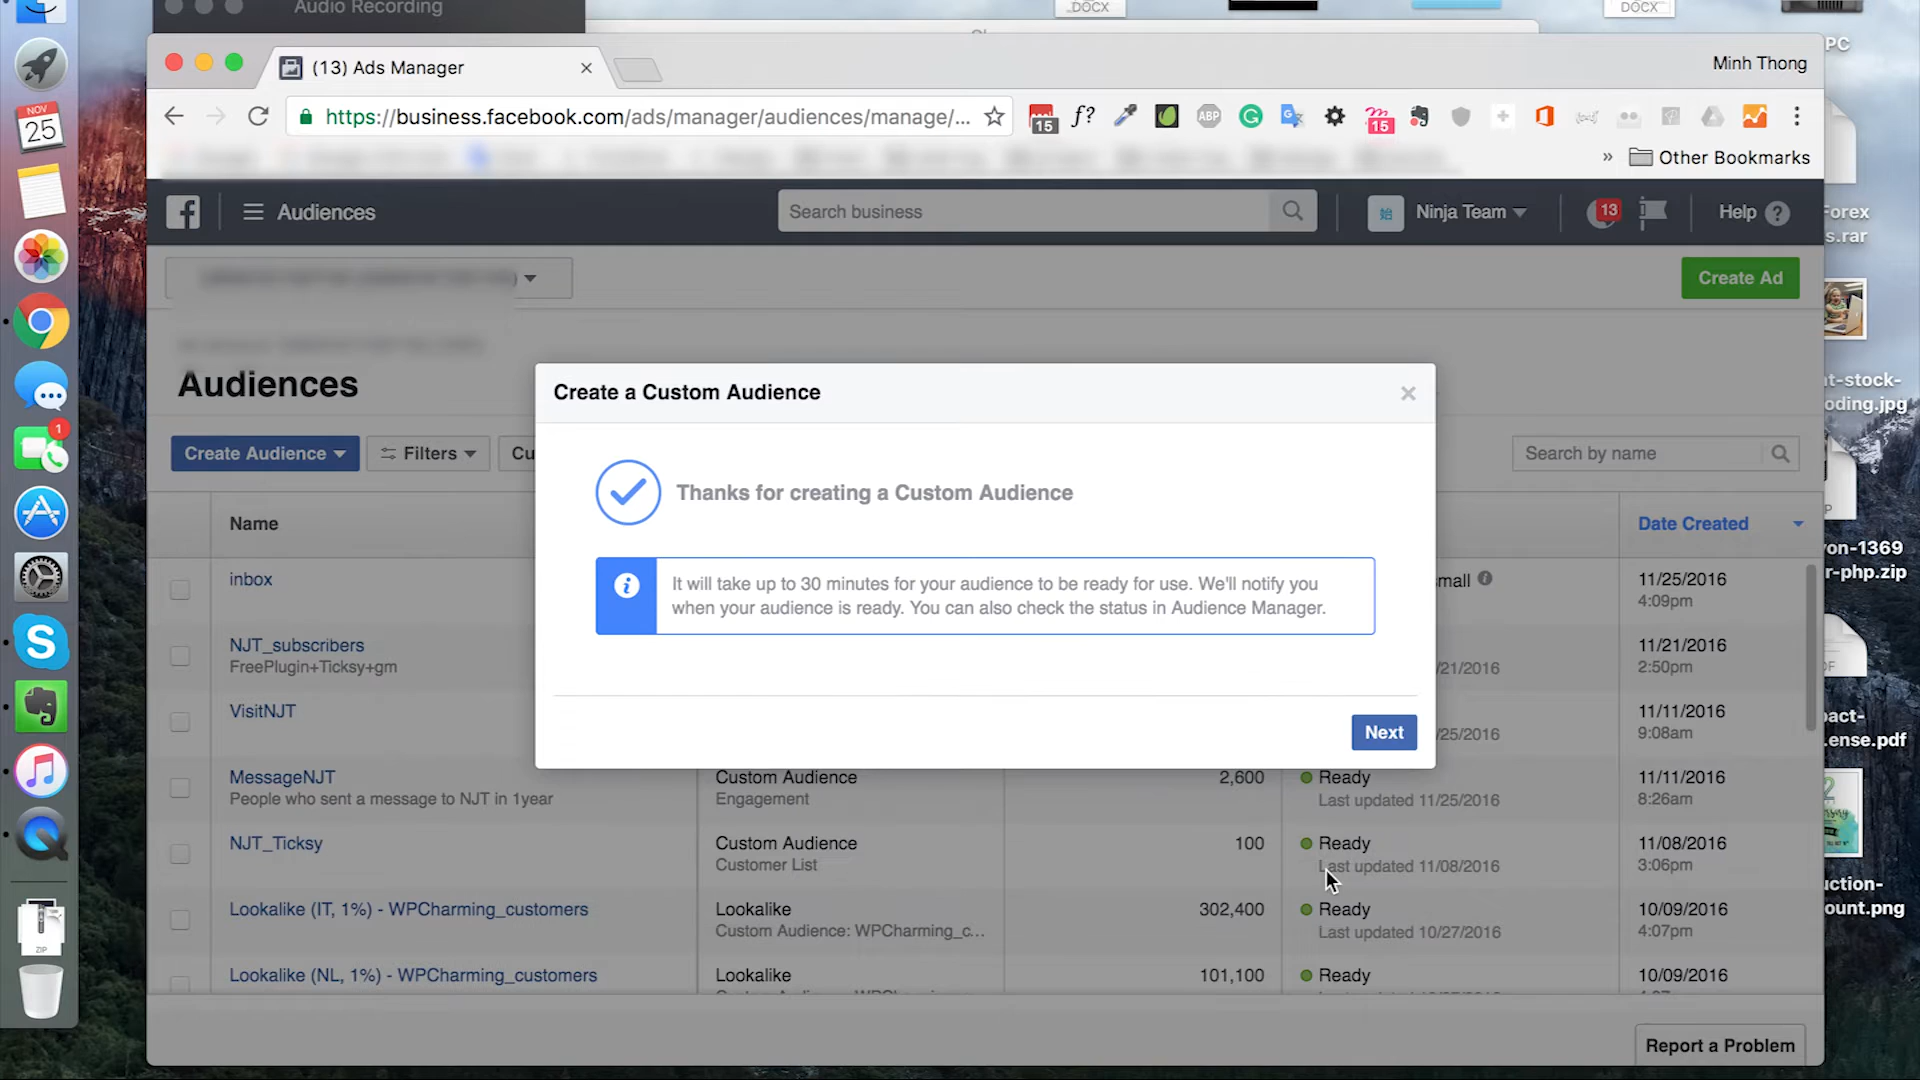 Audio Recording
DOCX
DOCX
PC
(13) Ads Manager
Minh Thong
https://business.facebook.com/ads/manager/audiences/manage/...
15
f?
ABP
15
Other Bookmarks
Audiences
Search business
Ninja Team
13
Help
Forex
s.rar
Create Ad
Audiences
Create a Custom Audience
Create Audience
Filters
Cu
Search by name
Thanks for creating a Custom Audience
Name
Date Created
It will take up to 30 minutes for your audience to be ready for use. We'll notify you
when your audience is ready. You can also check the status in Audience Manager.
inbox
small
11/25/2016
4:09pm
NJT_subscribers
FreePlugin+Ticksy+gm
/21/2016
11/21/2016
2:50pm
VisitNJT
/25/2016
11/11/2016
9:08am
Next
MessageNJT
People who sent a message to NJT in 1year
Custom Audience
Engagement
2,600
Ready
Last updated 11/25/2016
11/11/2016
8:26am
NJT_Ticksy
Custom Audience
Customer List
100
Ready
Last updated 11/08/2016
11/08/2016
3:06pm
Lookalike (IT, 1%) - WPCharming_customers
Lookalike
Custom Audience: WPCharming_c...
302,400
Ready
Last updated 10/27/2016
10/09/2016
4:07pm
Lookalike (NL, 1%) - WPCharming_customers
Lookalike
101,100
Ready
10/09/2016
Report a Problem
NOV
25
1
ZIP
nt-stock-
oding.jpg
yon-1369
r-php.zip
pact-
ense.pdf
uction-
ount.png